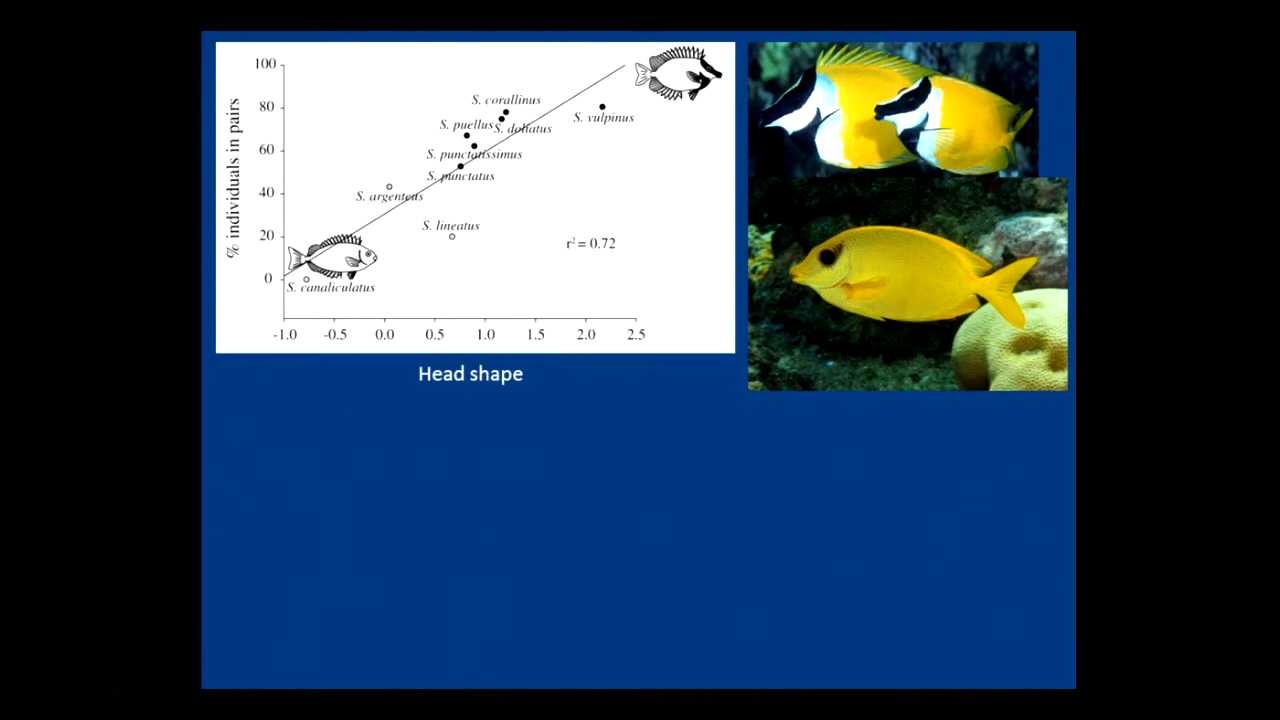 100
80
60
40
20
0
% individuals in pairs
S. corallinus
S. puellus
S. doliatus
S. vulpinus
S. punctatissimus
S. punctatus
S. argenteus
S. lineatus
r² = 0.72
S. canaliculatus
-1.0 -0.5 0.0 0.5 1.0 1.5 2.0 2.5
Head shape